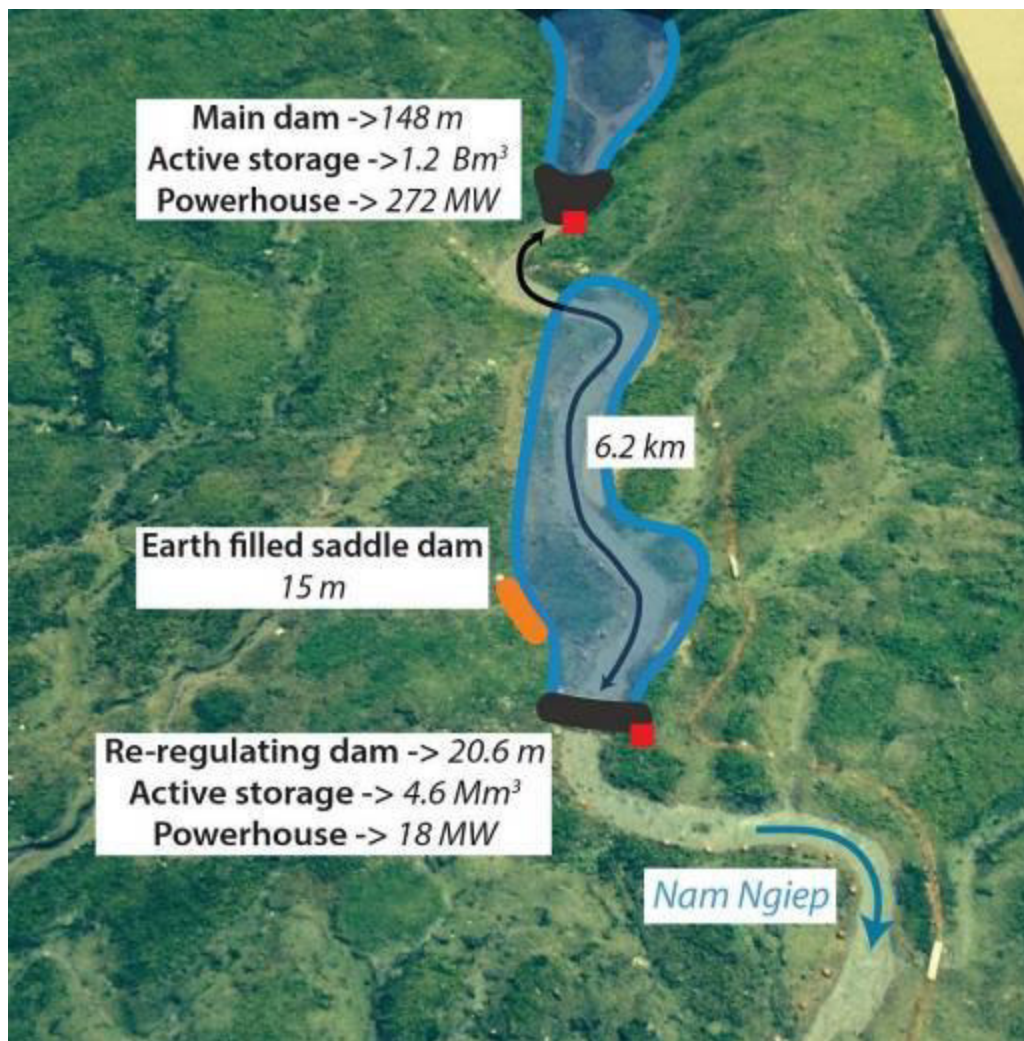 Main dam ->148 m
Active storage ->1.2 Bm³
Powerhouse -> 272 MW
6.2 km
Earth filled saddle dam
15 m
Re-regulating dam -> 20.6 m
Active storage -> 4.6 Mm³
Powerhouse -> 18 MW
Nam Ngiep